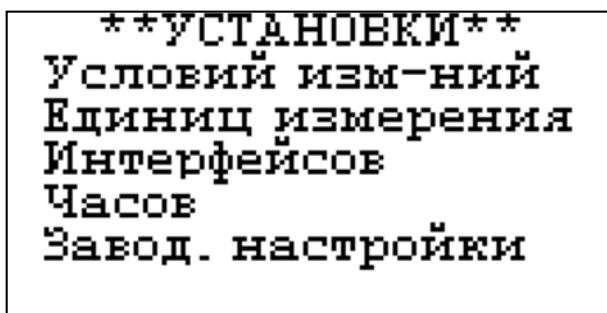 **УСТАНОВКИ**
Условий изм-ний
Единиц измерения
Интерфейсов
Часов
Завод. настройки